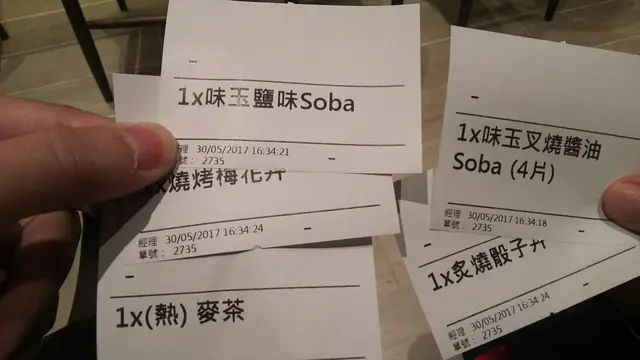 1x味玉鹽味Soba
經理 30/05/2017 16:34:21
單號: 2735
1x燒烤梅花丼
經理 30/05/2017 16:34:24
單號: 2735
1x(熱) 麥茶
1x味玉叉燒醬油
Soba (4片)
經理 30/05/2017 16:34:18
單號: 2735
1x炙燒骰子丼
經理 30/05/2017 16:34:24
單號: 2735